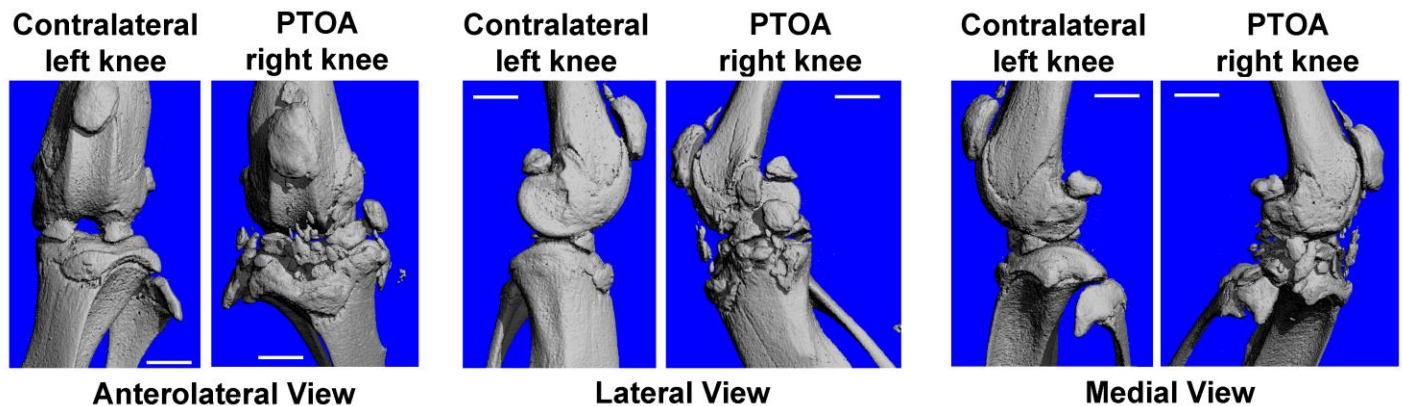 Contralateral
left knee
PTOA
right knee
Contralateral
left knee
PTOA
right knee
Contralateral
left knee
PTOA
right knee
Anterolateral View
Lateral View
Medial View